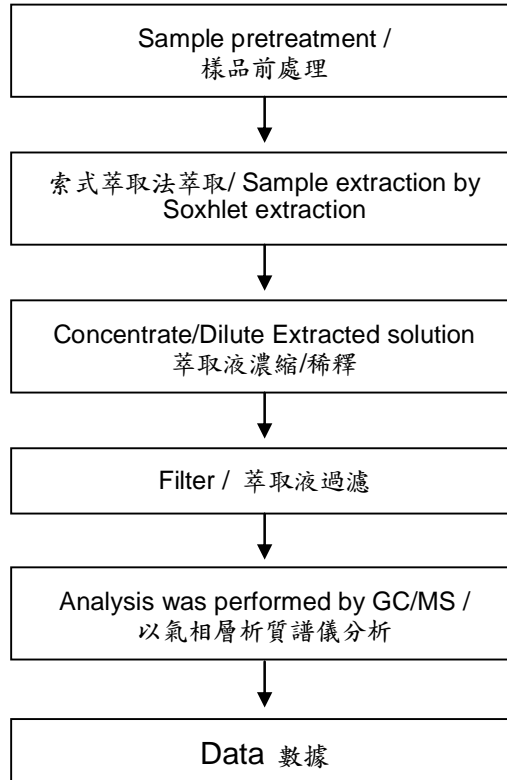 Sample pretreatment /
樣品前處理
索式萃取法萃取/ Sample extraction by
Soxhlet extraction
Concentrate/Dilute Extracted solution
萃取液濃縮/稀釋
Filter / 萃取液過濾
Analysis was performed by GC/MS /
以氣相層析質譜儀分析
Data 數據